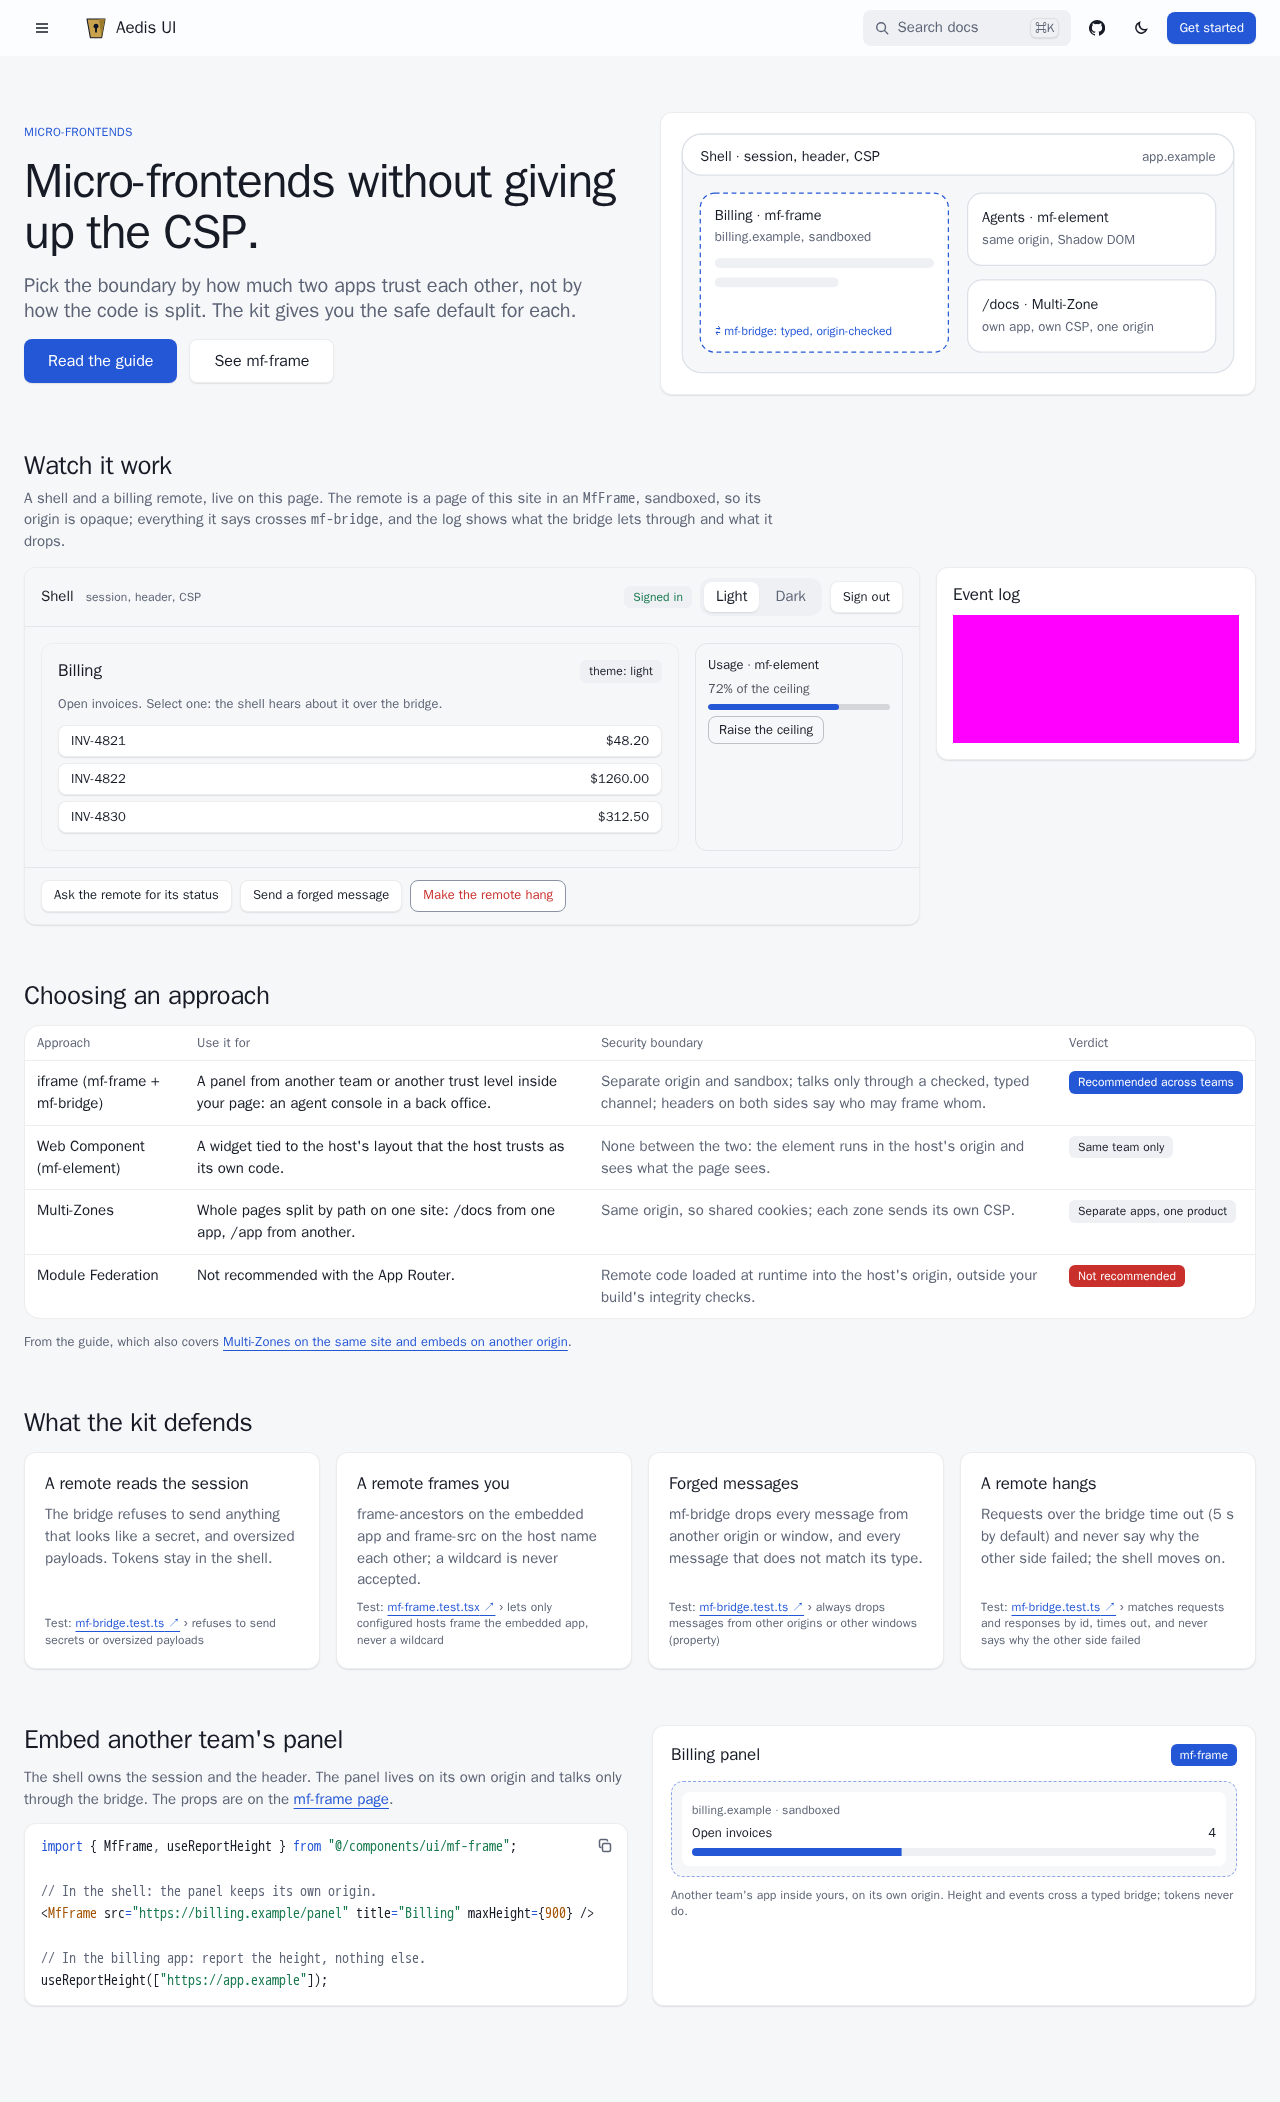 Aedis UI
Search docs
⌘K
Get started
MICRO-FRONTENDS
Micro-frontends without giving
up the CSP.
Pick the boundary by how much two apps trust each other, not by
how the code is split. The kit gives you the safe default for each.
Read the guide
See mf-frame
Shell · session, header, CSP
app.example
Billing · mf-frame
billing.example, sandboxed
⇄ mf-bridge: typed, origin-checked
Agents · mf-element
same origin, Shadow DOM
/docs · Multi-Zone
own app, own CSP, one origin
Watch it work
A shell and a billing remote, live on this page. The remote is a page of this site in an MfFrame, sandboxed, so its
origin is opaque; everything it says crosses mf-bridge, and the log shows what the bridge lets through and what it
drops.
Shell
session, header, CSP
Signed in
Light
Dark
Sign out
Billing
theme: light
Open invoices. Select one: the shell hears about it over the bridge.
INV-4821
$48.20
INV-4822
$1260.00
INV-4830
$312.50
Usage · mf-element
72% of the ceiling
Raise the ceiling
Ask the remote for its status
Send a forged message
Make the remote hang
Event log
Choosing an approach
Approach
Use it for
Security boundary
Verdict
iframe (mf-frame +
mf-bridge)
A panel from another team or another trust level inside
your page: an agent console in a back office.
Separate origin and sandbox; talks only through a checked, typed
channel; headers on both sides say who may frame whom.
Recommended across teams
Web Component
(mf-element)
A widget tied to the host's layout that the host trusts as
its own code.
None between the two: the element runs in the host's origin and
sees what the page sees.
Same team only
Multi-Zones
Whole pages split by path on one site: /docs from one
app, /app from another.
Same origin, so shared cookies; each zone sends its own CSP.
Separate apps, one product
Module Federation
Not recommended with the App Router.
Remote code loaded at runtime into the host's origin, outside your
build's integrity checks.
Not recommended
From the guide, which also covers Multi-Zones on the same site and embeds on another origin.
What the kit defends
A remote reads the session
The bridge refuses to send anything
that looks like a secret, and oversized
payloads. Tokens stay in the shell.
Test: mf-bridge.test.ts ↗ › refuses to send
secrets or oversized payloads
A remote frames you
frame-ancestors on the embedded
app and frame-src on the host name
each other; a wildcard is never
accepted.
Test: mf-frame.test.tsx ↗ › lets only
configured hosts frame the embedded app,
never a wildcard
Forged messages
mf-bridge drops every message from
another origin or window, and every
message that does not match its type.
Test: mf-bridge.test.ts ↗ › always drops
messages from other origins or other windows
(property)
A remote hangs
Requests over the bridge time out (5 s
by default) and never say why the
other side failed; the shell moves on.
Test: mf-bridge.test.ts ↗ › matches requests
and responses by id, times out, and never
says why the other side failed
Embed another team's panel
The shell owns the session and the header. The panel lives on its own origin and talks only
through the bridge. The props are on the mf-frame page.
import { MfFrame, useReportHeight } from "@/components/ui/mf-frame";
// In the shell: the panel keeps its own origin.
<MfFrame src="https://billing.example/panel" title="Billing" maxHeight={900} />
// In the billing app: report the height, nothing else.
useReportHeight(["https://app.example"]);
Billing panel
mf-frame
billing.example · sandboxed
Open invoices
4
Another team's app inside yours, on its own origin. Height and events cross a typed bridge; tokens never
do.